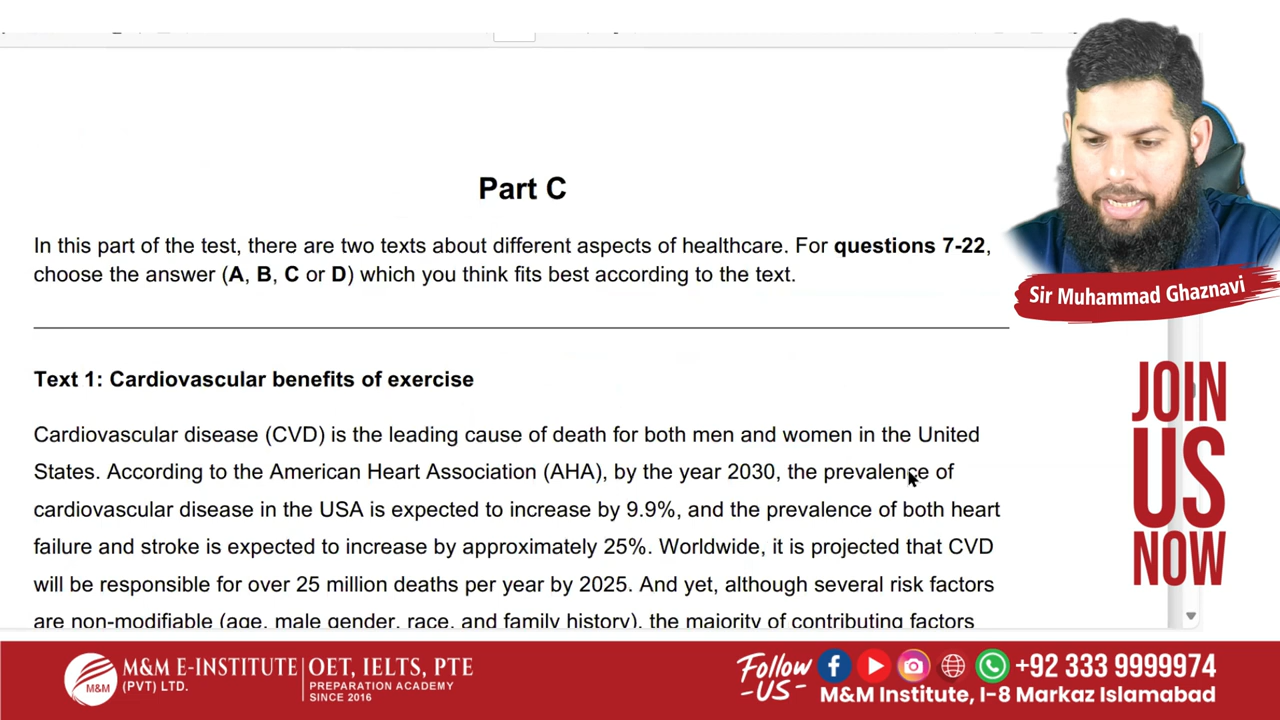 Part C
In this part of the test, there are two texts about different aspects of healthcare. For questions 7-22,
choose the answer (A, B, C or D) which you think fits best according to the text.
Sir Muhammad Ghaznavi
Text 1: Cardiovascular benefits of exercise
Cardiovascular disease (CVD) is the leading cause of death for both men and women in the United
States. According to the American Heart Association (AHA), by the year 2030, the prevalence of
cardiovascular disease in the USA is expected to increase by 9.9%, and the prevalence of both heart
failure and stroke is expected to increase by approximately 25%. Worldwide, it is projected that CVD
will be responsible for over 25 million deaths per year by 2025. And yet, although several risk factors
are non-modifiable (age, male gender, race, and family history), the majority of contributing factors
JOIN
US
NOW
M&M
M&M E-INSTITUTE
(PVT) LTD.
OET, IELTS, PTE
PREPARATION ACADEMY
SINCE 2016
Follow
-US-
+92 333 9999974
M&M Institute, I-8 Markaz Islamabad